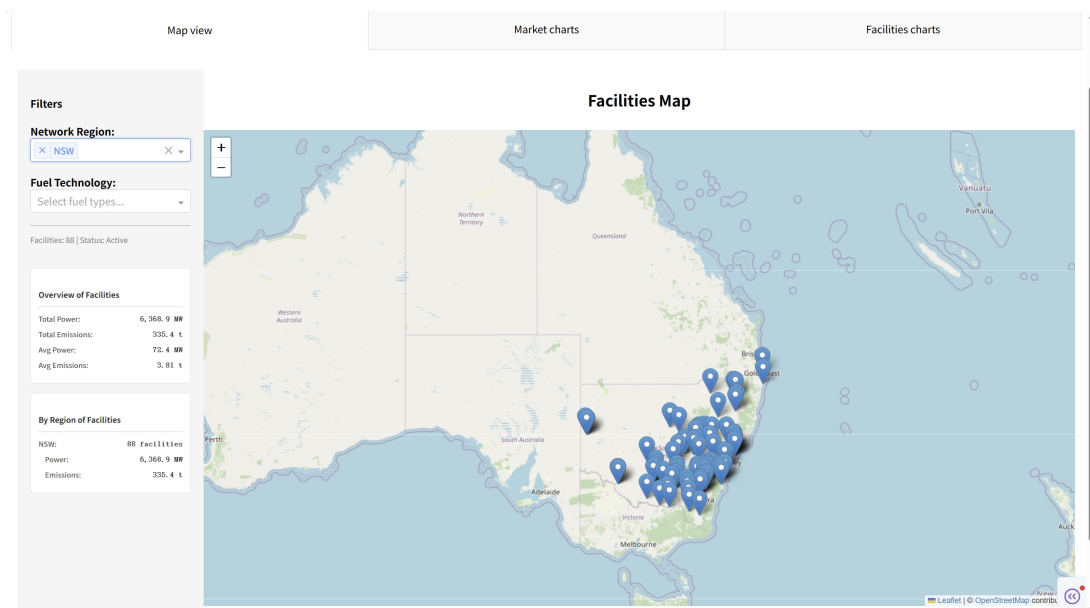 Map view
Market charts
Facilities charts
Filters
Network Region:
× NSW
Fuel Technology:
Select fuel types...
Facilities: 88 | Status: Active
Overview of Facilities
Total Power: 6,368.9 MW
Total Emissions: 335.4 t
Avg Power: 72.4 MW
Avg Emissions: 3.81 t
By Region of Facilities
NSW: 88 facilities
Power: 6,368.9 MW
Emissions: 335.4 t
Facilities Map
+
−
Northern
Territory
Queensland
Western
Australia
South Australia
Perth
Adelaide
Victoria
Melbourne
Vanuatu
Port Vila
Leaflet | © OpenStreetMap contribu